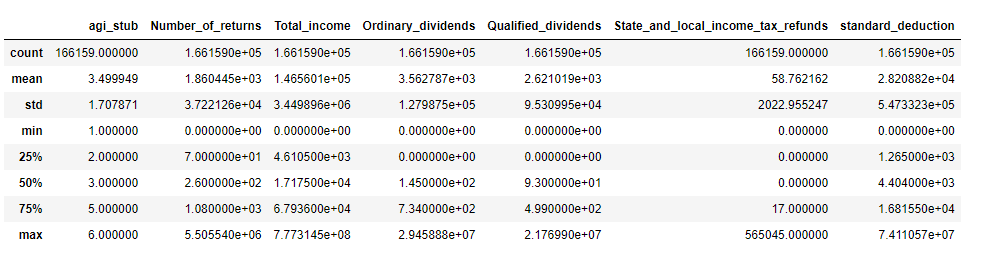 agi_stub Number_of_returns Total_income Ordinary_dividends Qualified_dividends State_and_local_income_tax_refunds standard_deduction
count 166159.000000 1.661590e+05 1.661590e+05 1.661590e+05 1.661590e+05 166159.000000 1.661590e+05
mean 3.499949 1.860445e+03 1.465601e+05 3.562787e+03 2.621019e+03 58.762162 2.820882e+04
std 1.707871 3.722126e+04 3.449896e+06 1.279875e+05 9.530995e+04 2022.955247 5.473323e+05
min 1.000000 0.000000e+00 0.000000e+00 0.000000e+00 0.000000e+00 0.000000 0.000000e+00
25% 2.000000 7.000000e+01 4.610500e+03 0.000000e+00 0.000000e+00 0.000000 1.265000e+03
50% 3.000000 2.600000e+02 1.717500e+04 1.450000e+02 9.300000e+01 0.000000 4.404000e+03
75% 5.000000 1.080000e+03 6.793600e+04 7.340000e+02 4.990000e+02 17.000000 1.681550e+04
max 6.000000 5.505540e+06 7.773145e+08 2.945888e+07 2.176990e+07 565045.000000 7.411057e+07